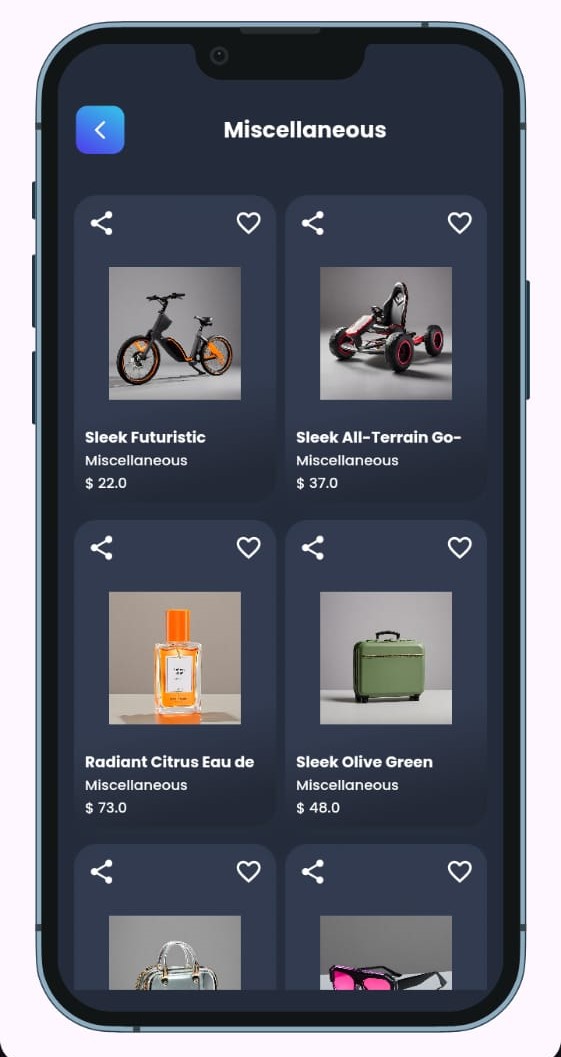 Miscellaneous
Sleek Futuristic
Miscellaneous
$ 22.0
Sleek All-Terrain Go-
Miscellaneous
$ 37.0
Radiant Citrus Eau de
Miscellaneous
$ 73.0
Sleek Olive Green
Miscellaneous
$ 48.0